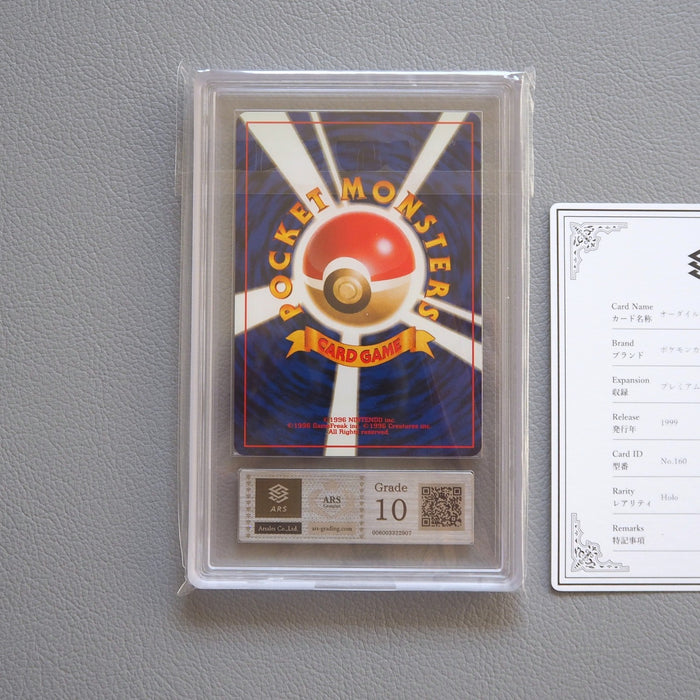 POCKET MONSTERS
CARD GAME
©1996 NINTENDO inc.
©1996 GameFreak inc. ©1996 Creatures inc.
All Rights reserved.
ARS
Artales Co.,Ltd.
ARS
ars-grading.com
Grade
10
Card Name
カード名称 オーダイル
Brand
ブランド ポケモンカ
Expansion
収録 プレミアム
Release
発行年 1999
Card ID
型番 No.160
Rarity
レアリティ Holo
Remarks
特記事項